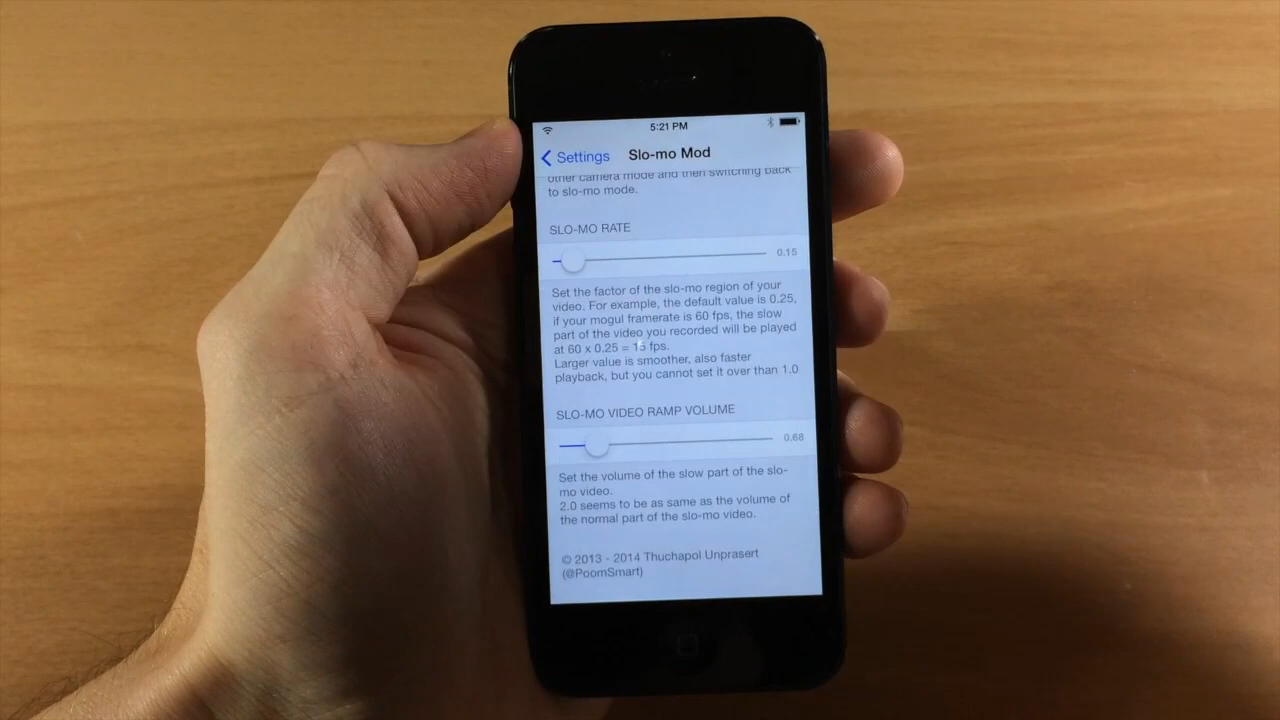 5:21 PM
Settings
Slo-mo Mod
other camera mode and then switching back
to slo-mo mode.
SLO-MO RATE
0.15
Set the factor of the slo-mo region of your
video. For example, the default value is 0.25,
if your mogul framerate is 60 fps, the slow
part of the video you recorded will be played
at 60 x 0.25 = 15 fps.
Larger value is smoother, also faster
playback, but you cannot set it over than 1.0
SLO-MO VIDEO RAMP VOLUME
0.68
Set the volume of the slow part of the slo-
mo video.
2.0 seems to be as same as the volume of
the normal part of the slo-mo video.
© 2013 - 2014 Thuchapol Unprasert
(@PoomSmart)